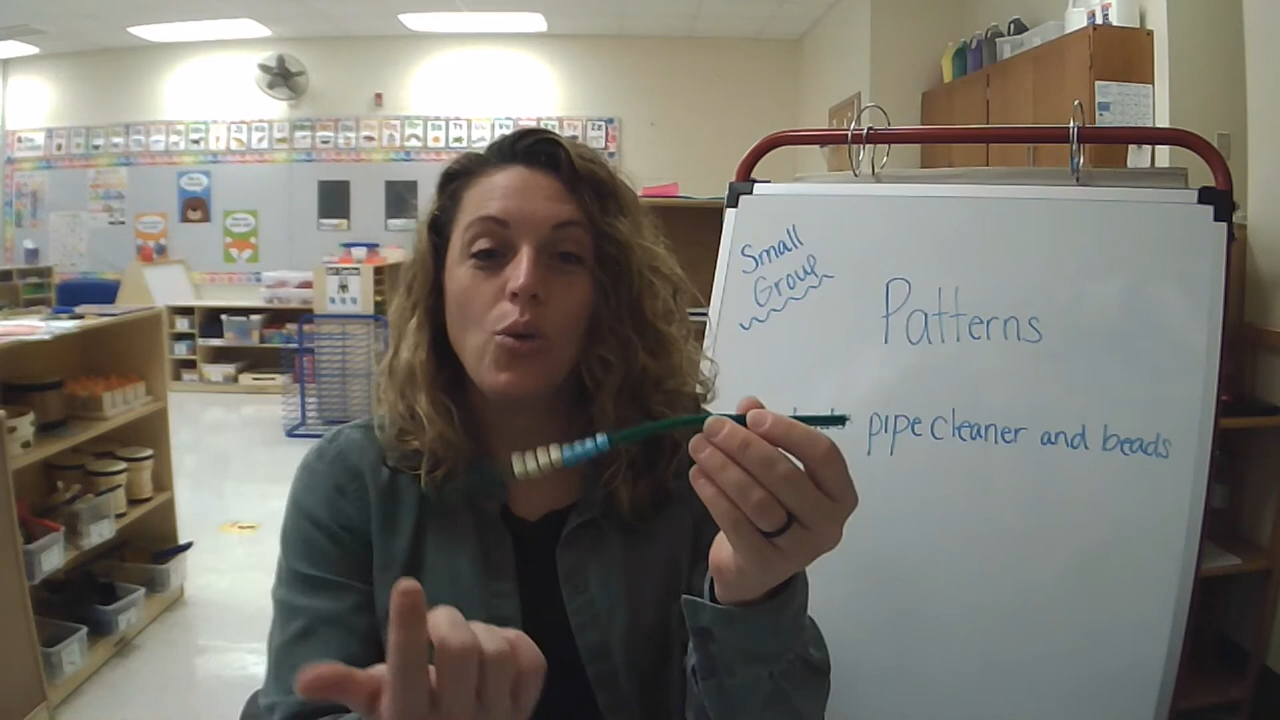 Small
Group
Patterns
pipe cleaner and beads